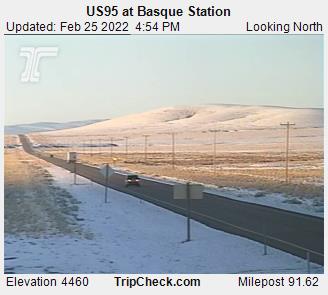 US95 at Basque Station
Updated: Feb 25 2022 4:54 PM Looking North
Elevation 4460 TripCheck.com Milepost 91.62